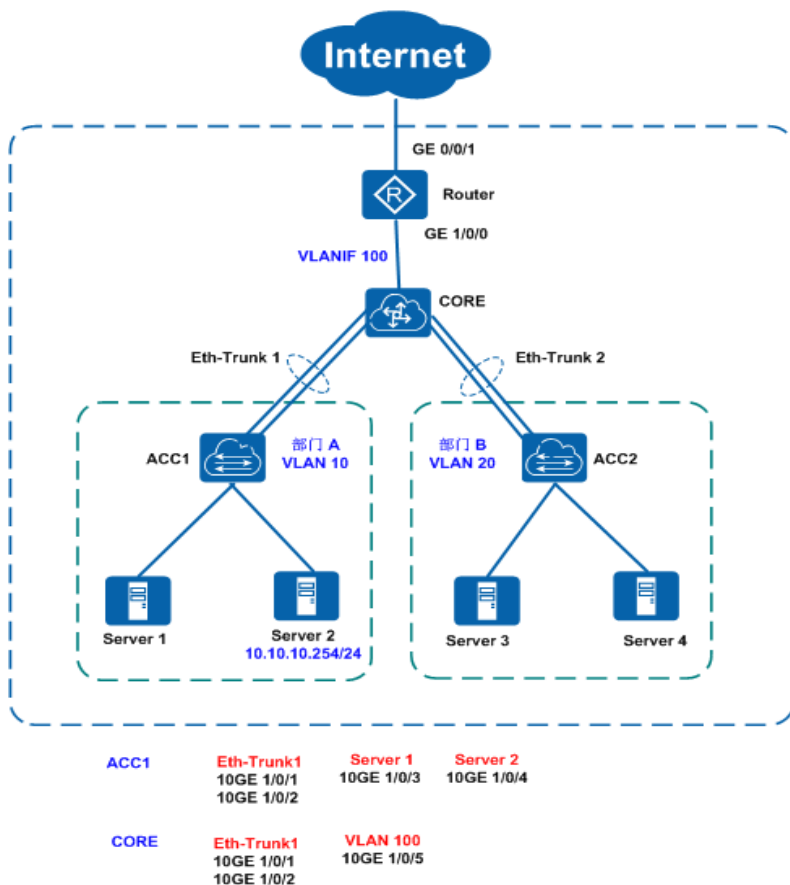 Internet
GE 0/0/1
Router
GE 1/0/0
VLANIF 100
CORE
Eth-Trunk 1
Eth-Trunk 2
ACC1
部门 A
VLAN 10
部门 B
VLAN 20
ACC2
Server 1
Server 2
10.10.10.254/24
Server 3
Server 4
ACC1
Eth-Trunk1
10GE 1/0/1
10GE 1/0/2
Server 1
10GE 1/0/3
Server 2
10GE 1/0/4
CORE
Eth-Trunk1
10GE 1/0/1
10GE 1/0/2
VLAN 100
10GE 1/0/5